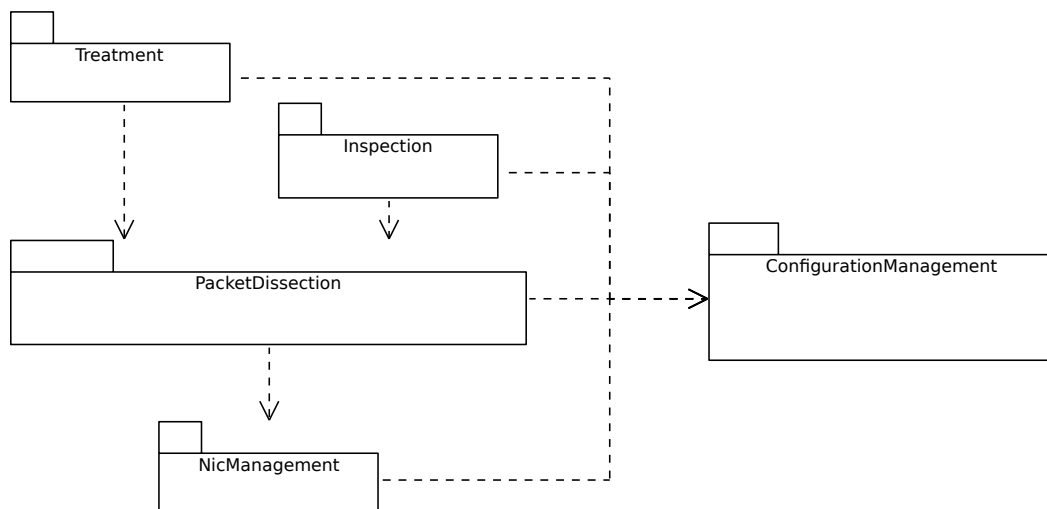 Treatment
Inspection
PacketDissection
ConfigurationManagement
NicManagement